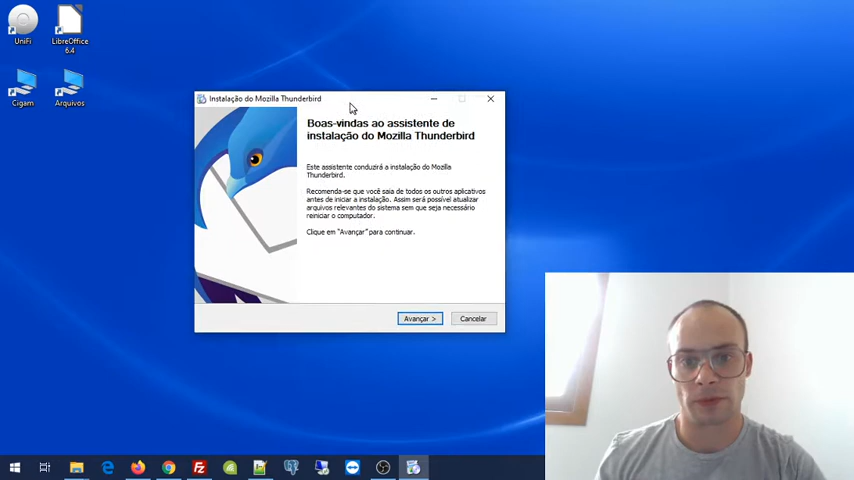 UniFi
LibreOffice
6.4
Cigam
Arquivos
Instalação do Mozilla Thunderbird
Boas-vindas ao assistente de
instalação do Mozilla Thunderbird
Este assistente conduzirá a instalação do Mozilla
Thunderbird.
Recomenda-se que você saia de todos os outros aplicativos
antes de iniciar a instalação. Assim será possível atualizar
arquivos relevantes do sistema sem que seja necessário
reiniciar o computador.
Clique em "Avançar" para continuar.
Avançar >
Cancelar